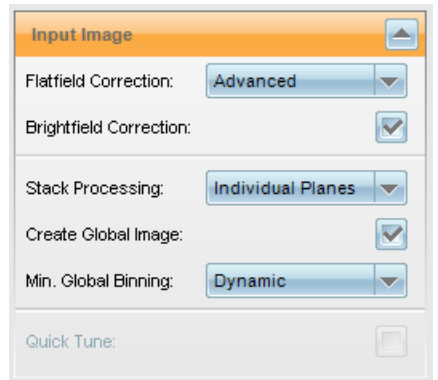 Input Image
Flatfield Correction: Advanced
Brightfield Correction:
Stack Processing: Individual Planes
Create Global Image:
Min. Global Binning: Dynamic
Quick Tune: